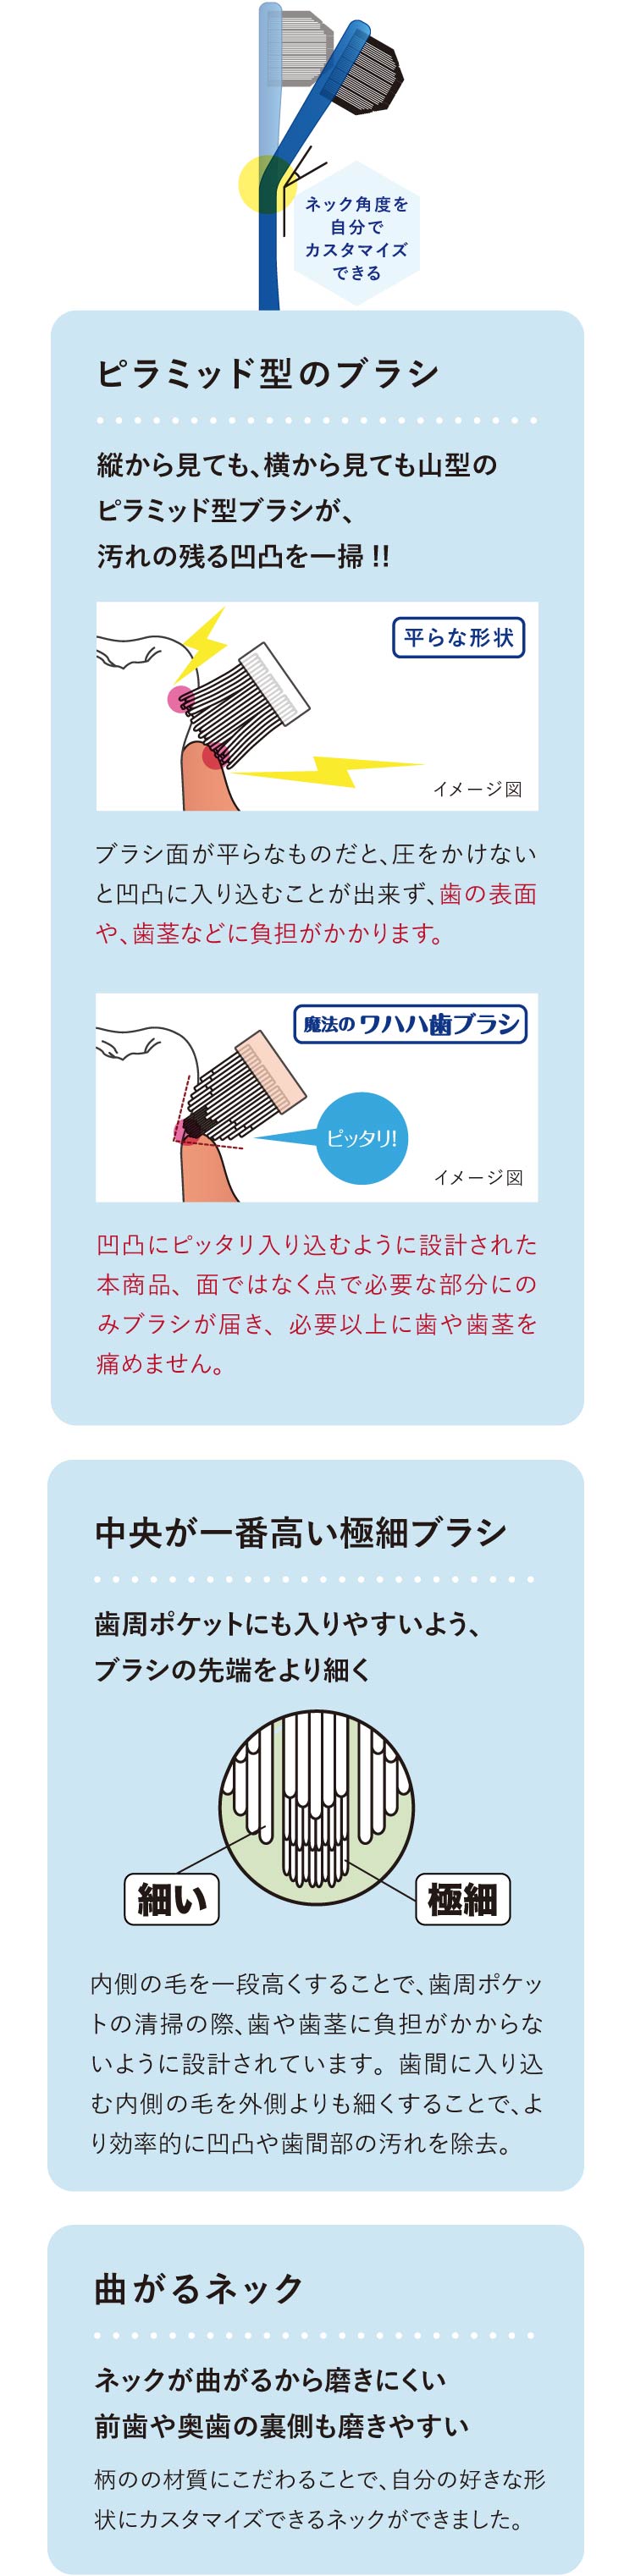 ネック角度を
自分で
カスタマイズ
できる
ピラミッド型のブラシ
縦から見ても、横から見ても山型の
ピラミッド型ブラシが、
汚れの残る凹凸を一掃!!
平らな形状
イメージ図
ブラシ面が平らなものだと、圧をかけない
と凹凸に入り込むことが出来ず、歯の表面
や、歯茎などに負担がかかります。
魔法のワハハ歯ブラシ
ピッタリ!
イメージ図
凹凸にピッタリ入り込むように設計された
本商品、面ではなく点で必要な部分にの
みブラシが届き、必要以上に歯や歯茎を
痛めません。
中央が一番高い極細ブラシ
歯周ポケットにも入りやすいよう、
ブラシの先端をより細く
細い
極細
内側の毛を一段高くすることで、歯周ポケッ
トの清掃の際、歯や歯茎に負担がかからな
いように設計されています。歯間に入り込
む内側の毛を外側よりも細くすることで、よ
り効率的に凹凸や歯間部の汚れを除去。
曲がるネック
ネックが曲がるから磨きにくい
前歯や奥歯の裏側も磨きやすい
柄のの材質にこだわることで、自分の好きな形
状にカスタマイズできるネックができました。